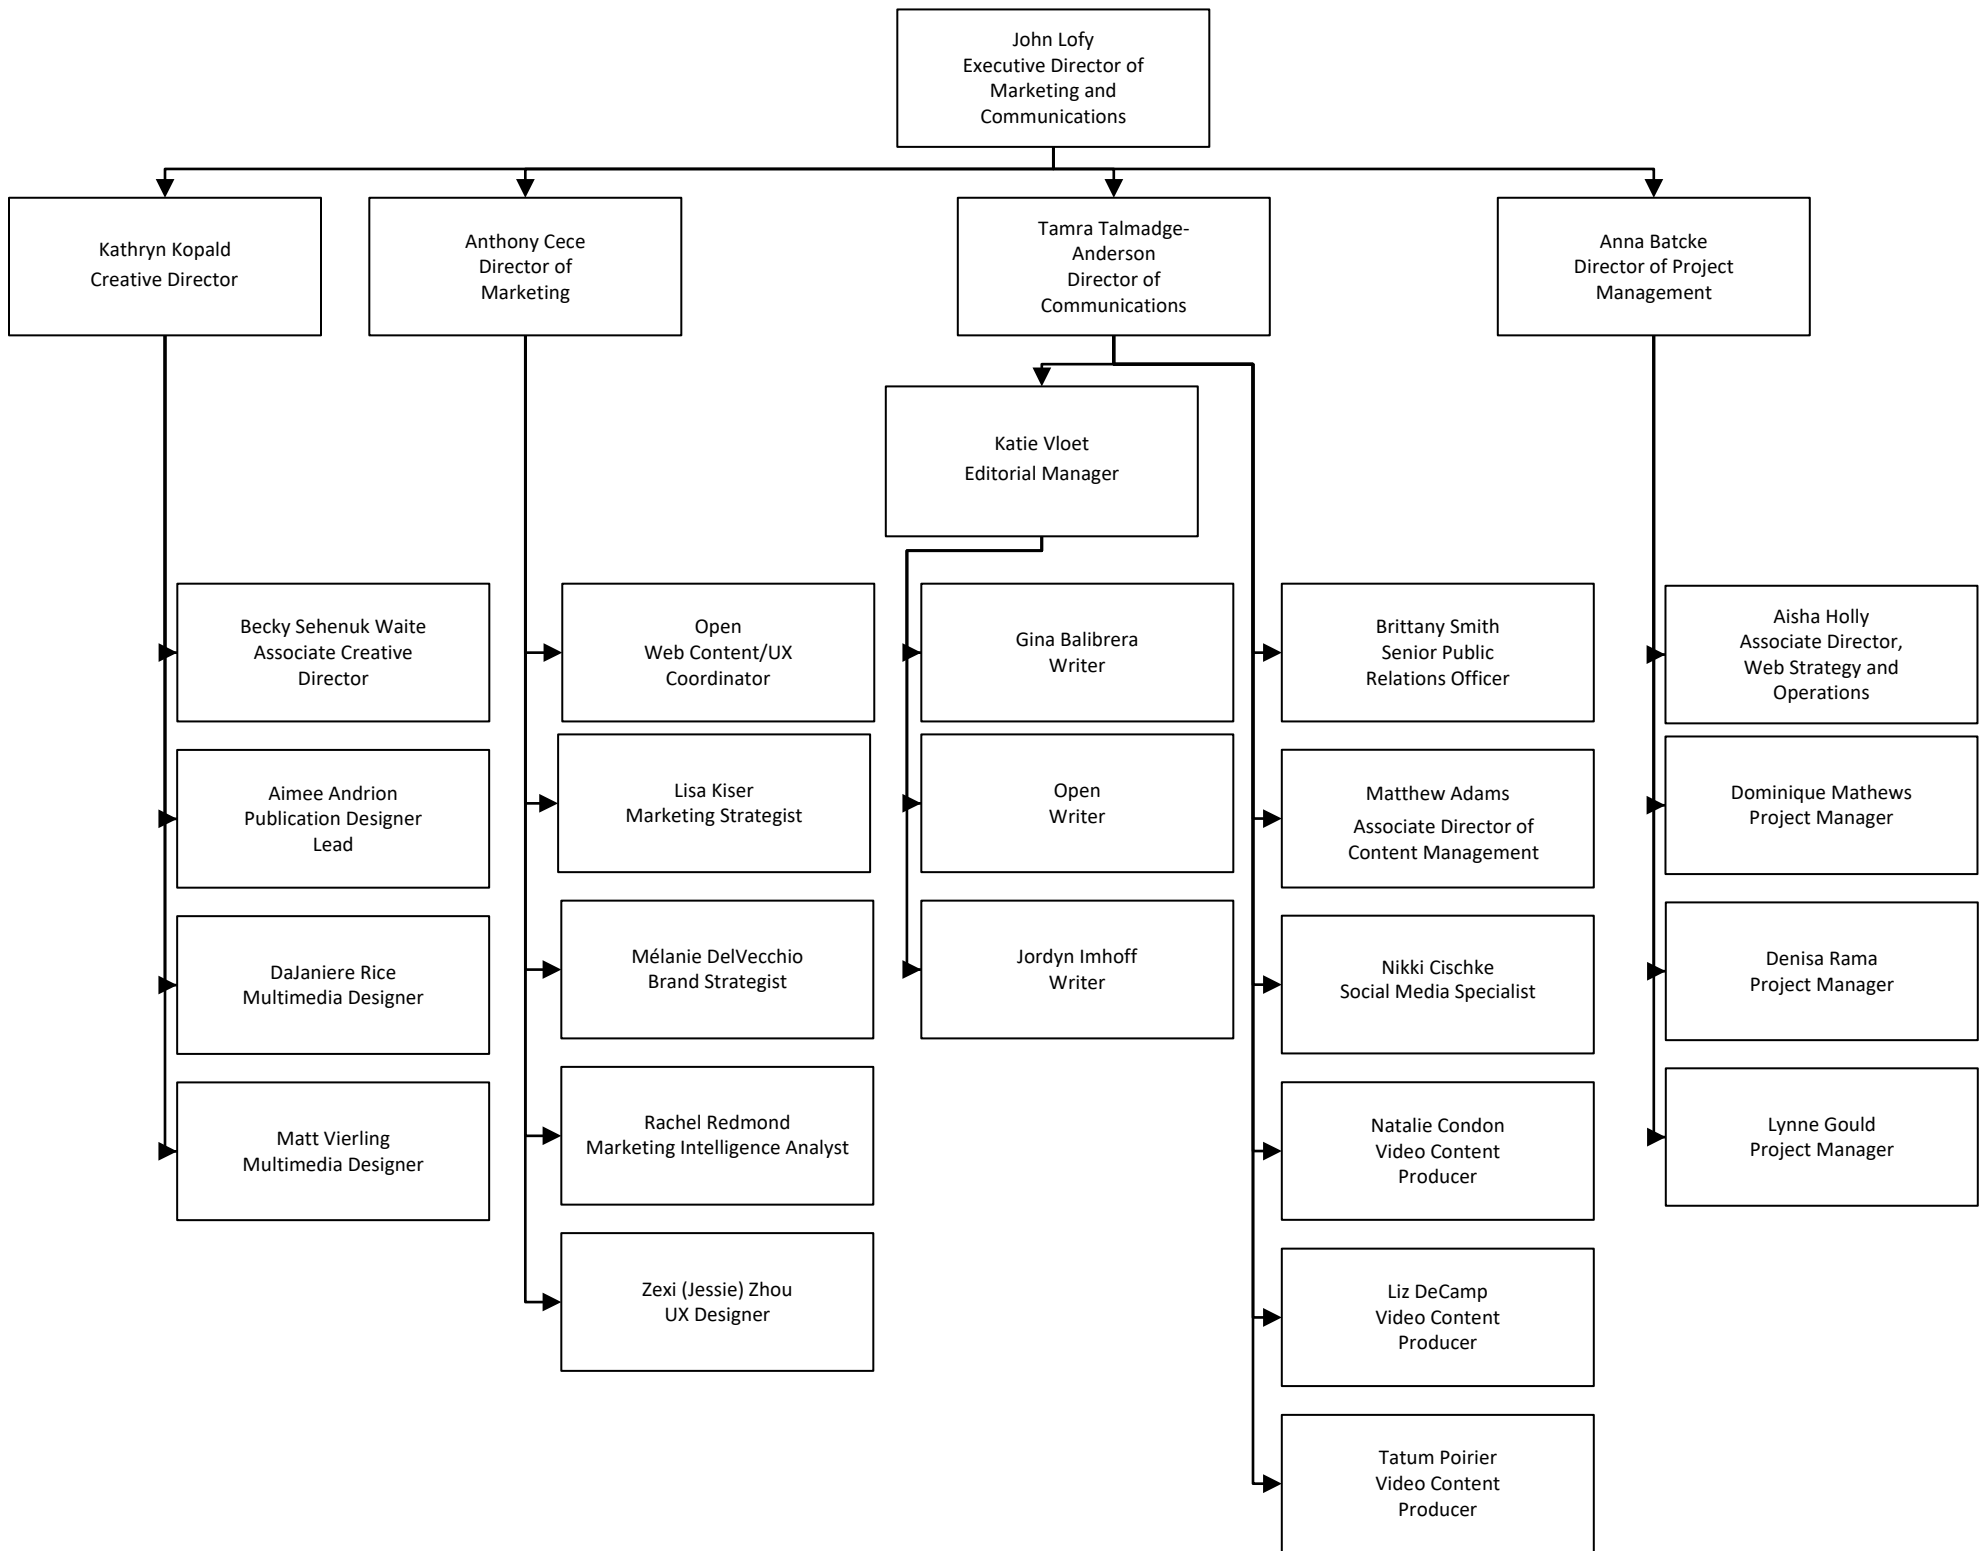 John Lofy
Executive Director of
Marketing and
Communications
Kathryn Kopald
Creative Director
Anthony Cece
Director of
Marketing
Tamra Talmadge-
Anderson
Director of
Communications
Anna Batcke
Director of Project
Management
Katie Vloet
Editorial Manager
Becky Sehenuk Waite
Associate Creative
Director
Aimee Andrion
Publication Designer
Lead
DaJaniere Rice
Multimedia Designer
Matt Vierling
Multimedia Designer
Open
Web Content/UX
Coordinator
Lisa Kiser
Marketing Strategist
Mélanie DelVecchio
Brand Strategist
Rachel Redmond
Marketing Intelligence Analyst
Zexi (Jessie) Zhou
UX Designer
Gina Balibrera
Writer
Open
Writer
Jordyn Imhoff
Writer
Brittany Smith
Senior Public
Relations Officer
Matthew Adams
Associate Director of
Content Management
Nikki Cischke
Social Media Specialist
Natalie Condon
Video Content
Producer
Liz DeCamp
Video Content
Producer
Tatum Poirier
Video Content
Producer
Aisha Holly
Associate Director,
Web Strategy and
Operations
Dominique Mathews
Project Manager
Denisa Rama
Project Manager
Lynne Gould
Project Manager